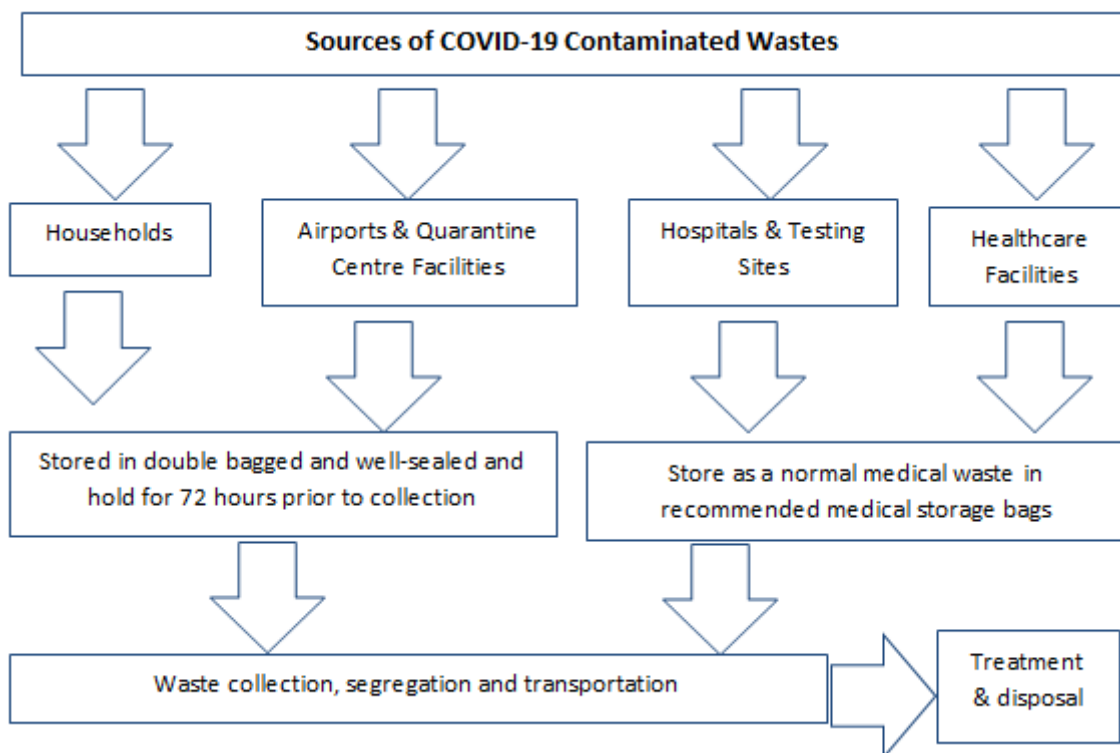 Sources of COVID-19 Contaminated Wastes
Households
Airports & Quarantine
Centre Facilities
Hospitals & Testing
Sites
Healthcare
Facilities
Stored in double bagged and well-sealed and
hold for 72 hours prior to collection
Store as a normal medical waste in
recommended medical storage bags
Waste collection, segregation and transportation
Treatment
& disposal